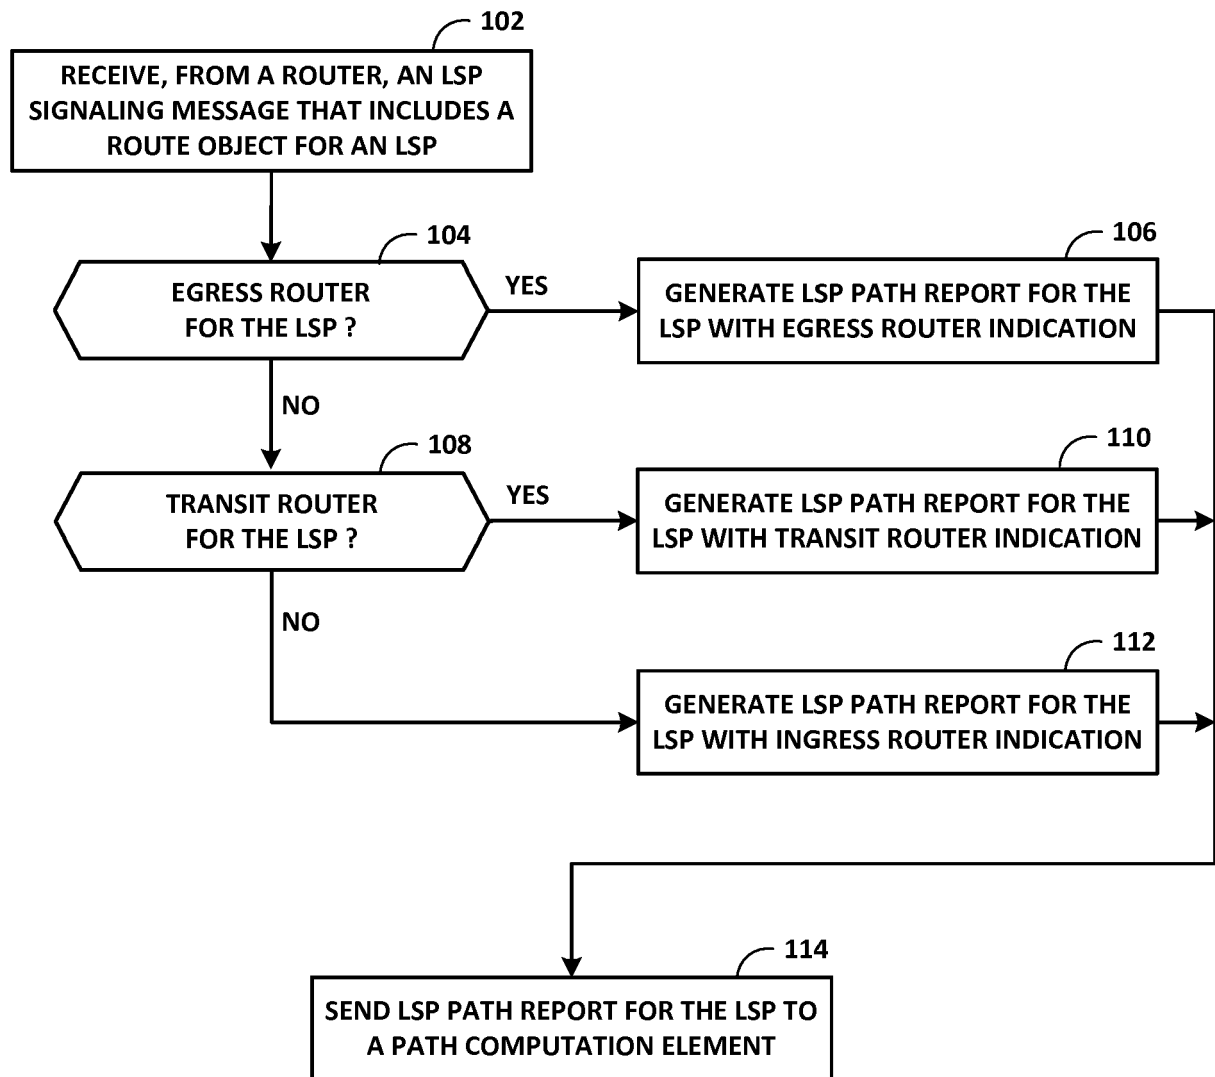 102
RECEIVE, FROM A ROUTER, AN LSP
SIGNALING MESSAGE THAT INCLUDES A
ROUTE OBJECT FOR AN LSP
104
EGRESS ROUTER
FOR THE LSP ?
YES
106
GENERATE LSP PATH REPORT FOR THE
LSP WITH EGRESS ROUTER INDICATION
NO
108
TRANSIT ROUTER
FOR THE LSP ?
YES
110
GENERATE LSP PATH REPORT FOR THE
LSP WITH TRANSIT ROUTER INDICATION
NO
112
GENERATE LSP PATH REPORT FOR THE
LSP WITH INGRESS ROUTER INDICATION
114
SEND LSP PATH REPORT FOR THE LSP TO
A PATH COMPUTATION ELEMENT